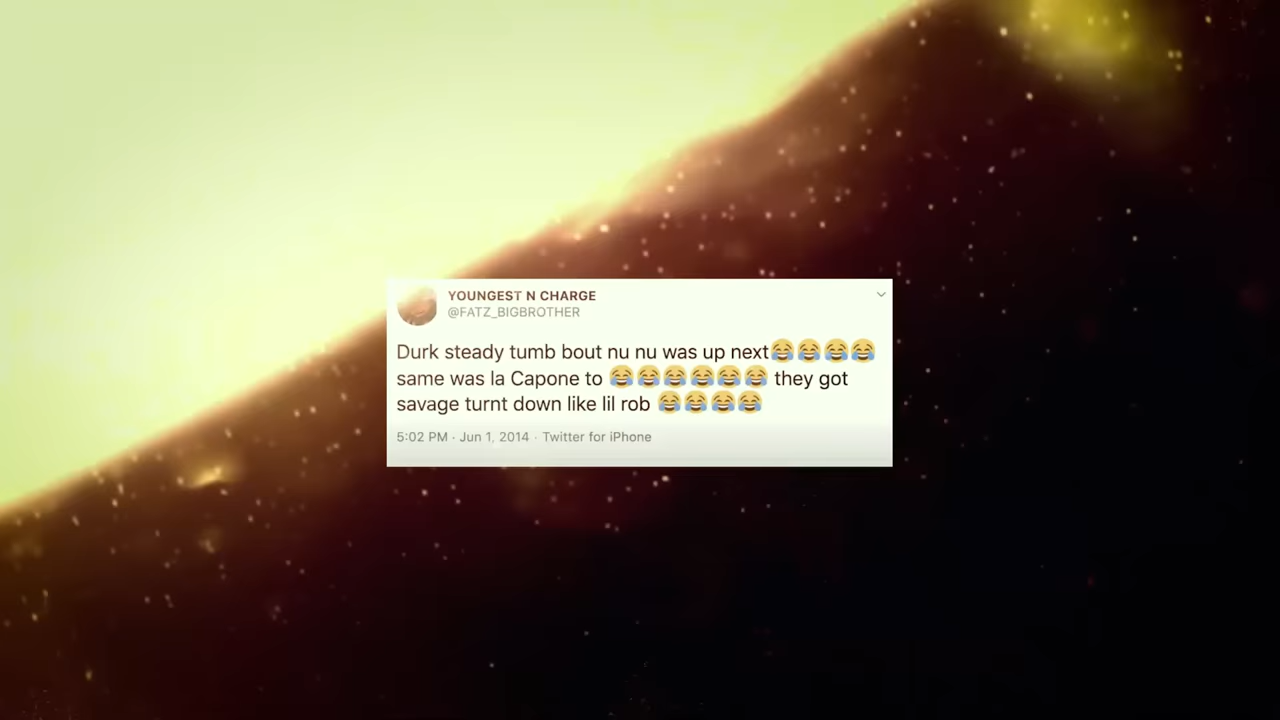 YOUNGEST N CHARGE
@FATZ_BIGBROTHER
Durk steady tumb bout nu nu was up next😂😂😂😂
same was la Capone to 😂😂😂😂😂😂 they got
savage turnt down like lil rob 😂😂😂😂
5:02 PM · Jun 1, 2014 · Twitter for iPhone